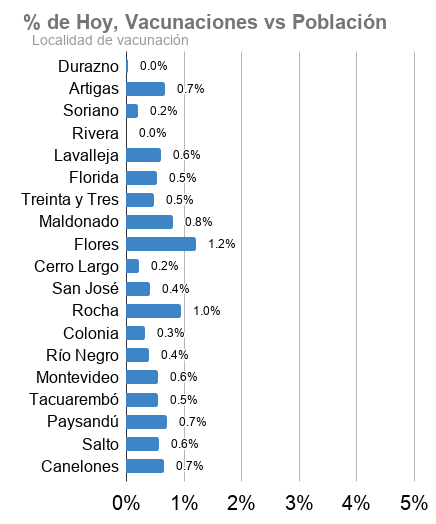 % de Hoy, Vacunaciones vs Población
Localidad de vacunación
Durazno 0.0%
Artigas 0.7%
Soriano 0.2%
Rivera 0.0%
Lavalleja 0.6%
Florida 0.5%
Treinta y Tres 0.5%
Maldonado 0.8%
Flores 1.2%
Cerro Largo 0.2%
San José 0.4%
Rocha 1.0%
Colonia 0.3%
Río Negro 0.4%
Montevideo 0.6%
Tacuarembó 0.5%
Paysandú 0.7%
Salto 0.6%
Canelones 0.7%
0% 1% 2% 3% 4% 5%